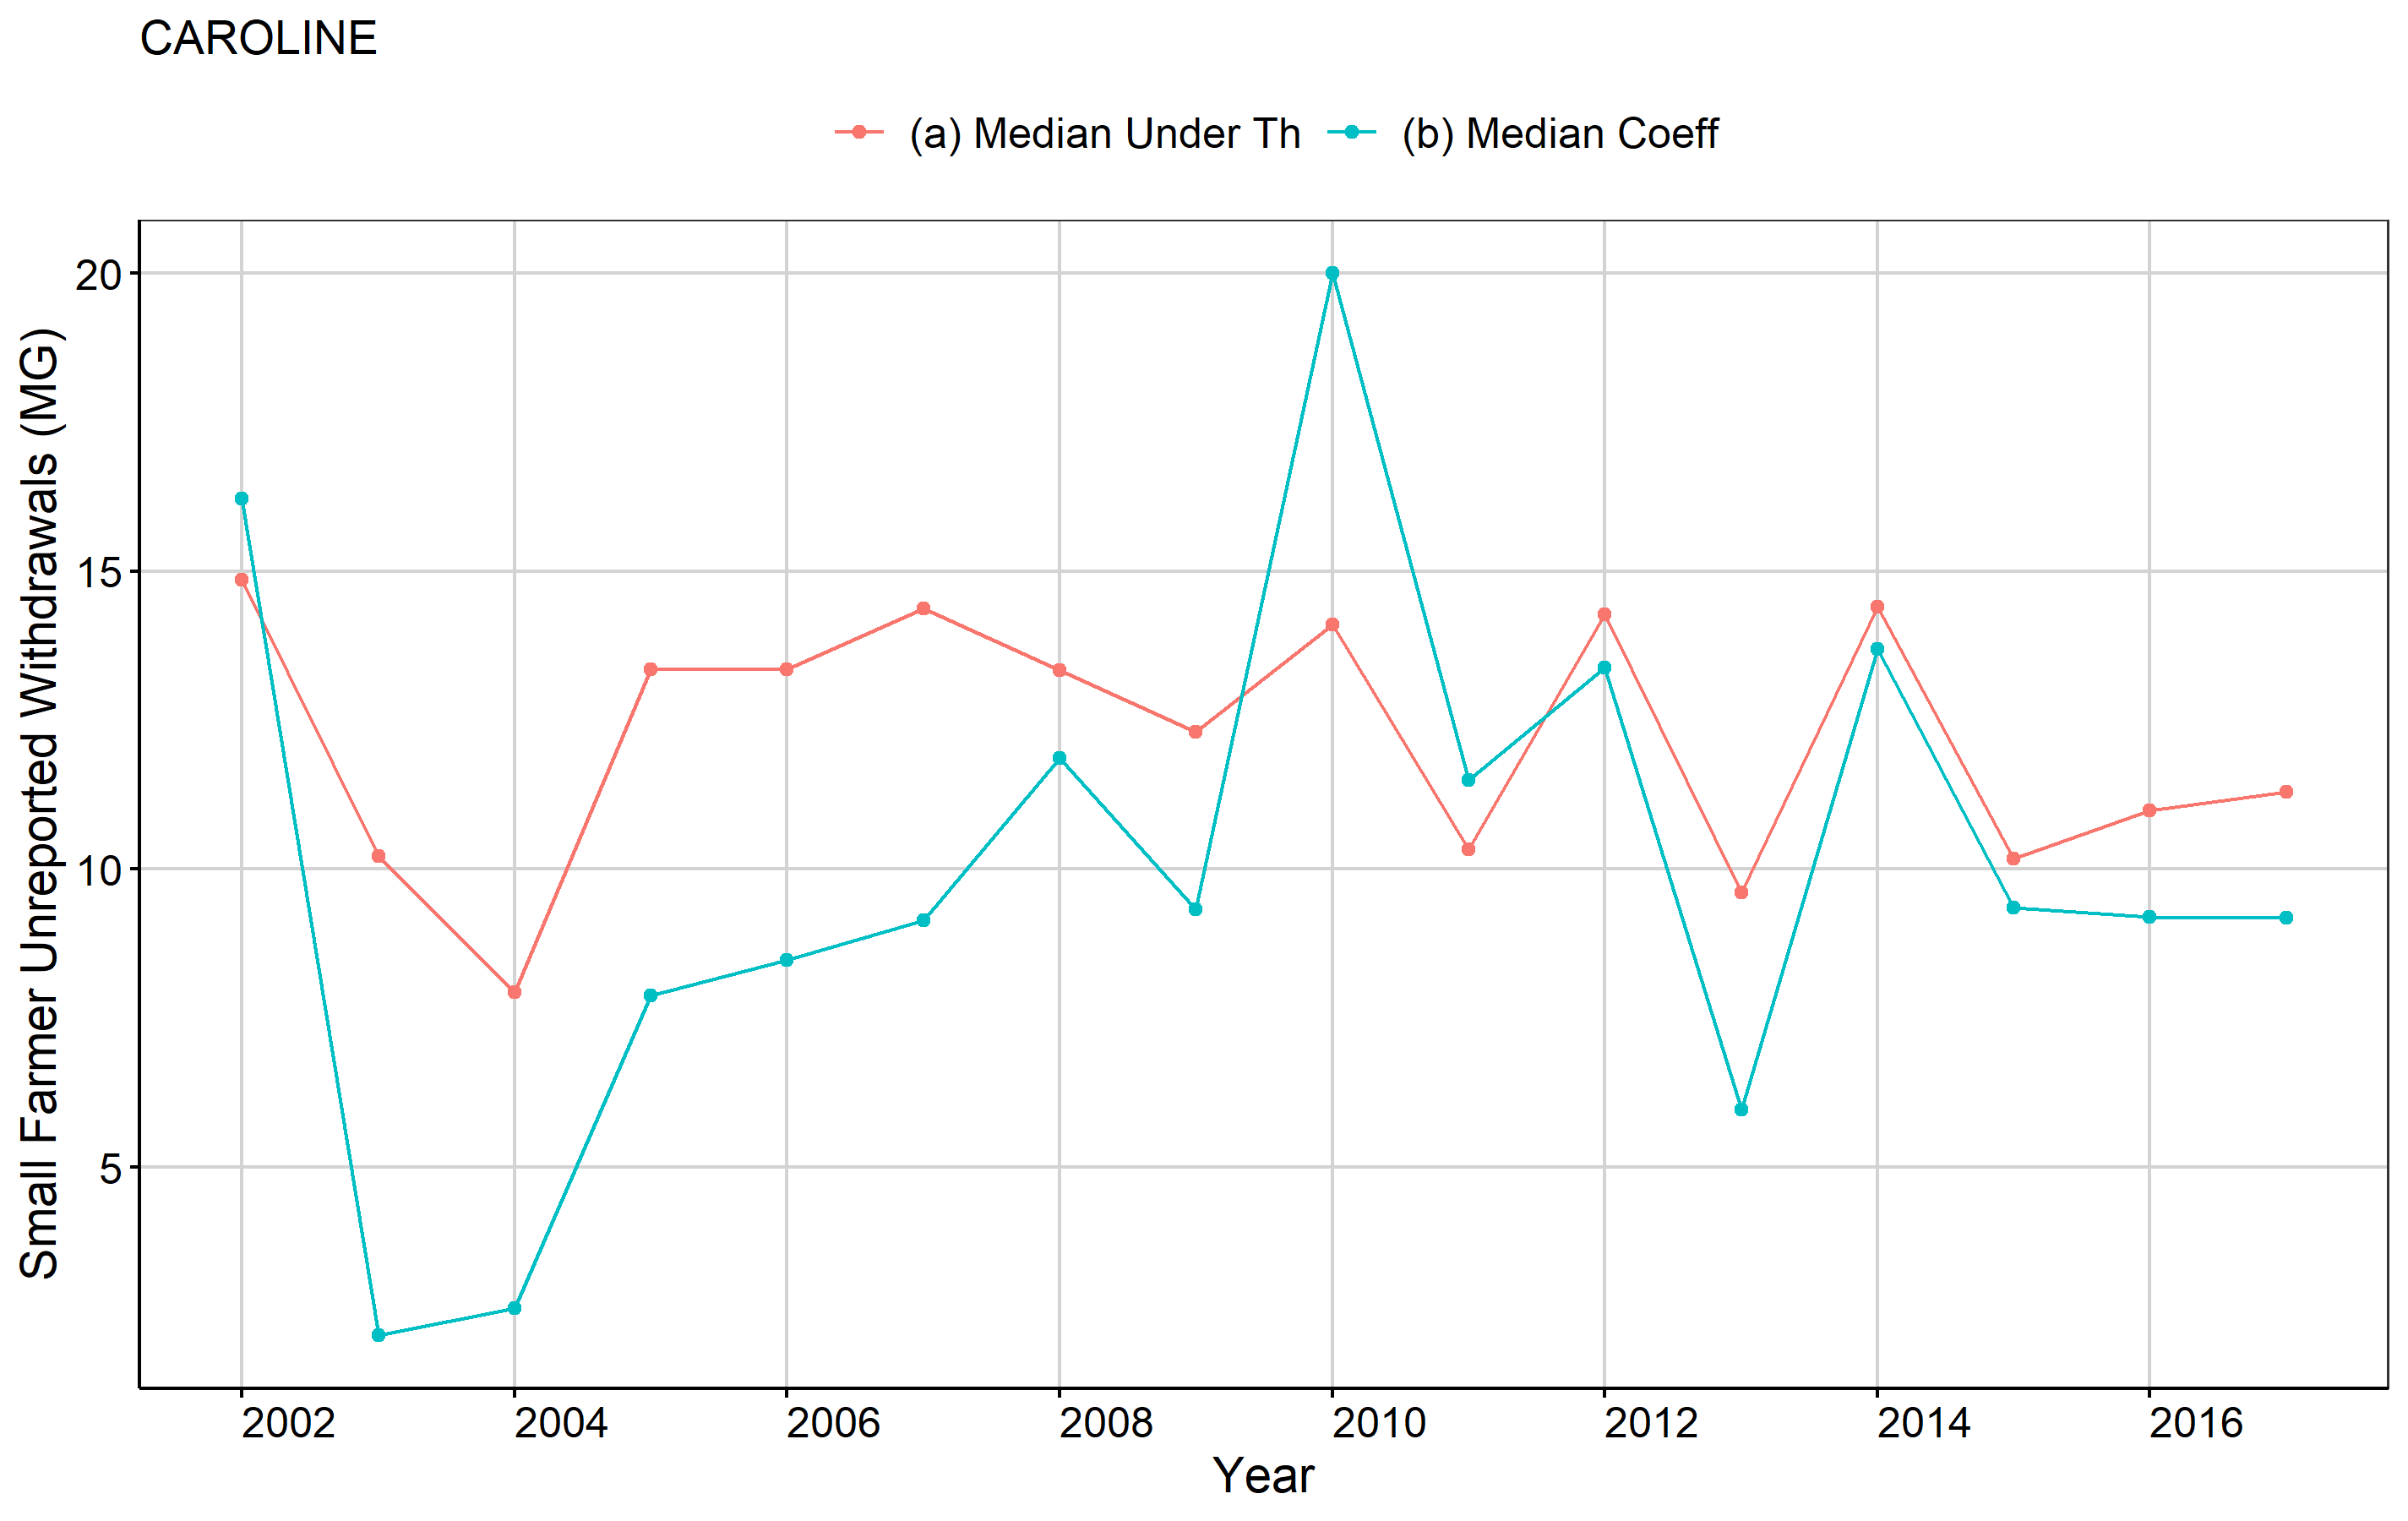 CAROLINE
(a) Median Under Th (b) Median Coeff
Small Farmer Unreported Withdrawals (MG)
20
15
10
5
2002 2004 2006 2008 2010 2012 2014 2016
Year